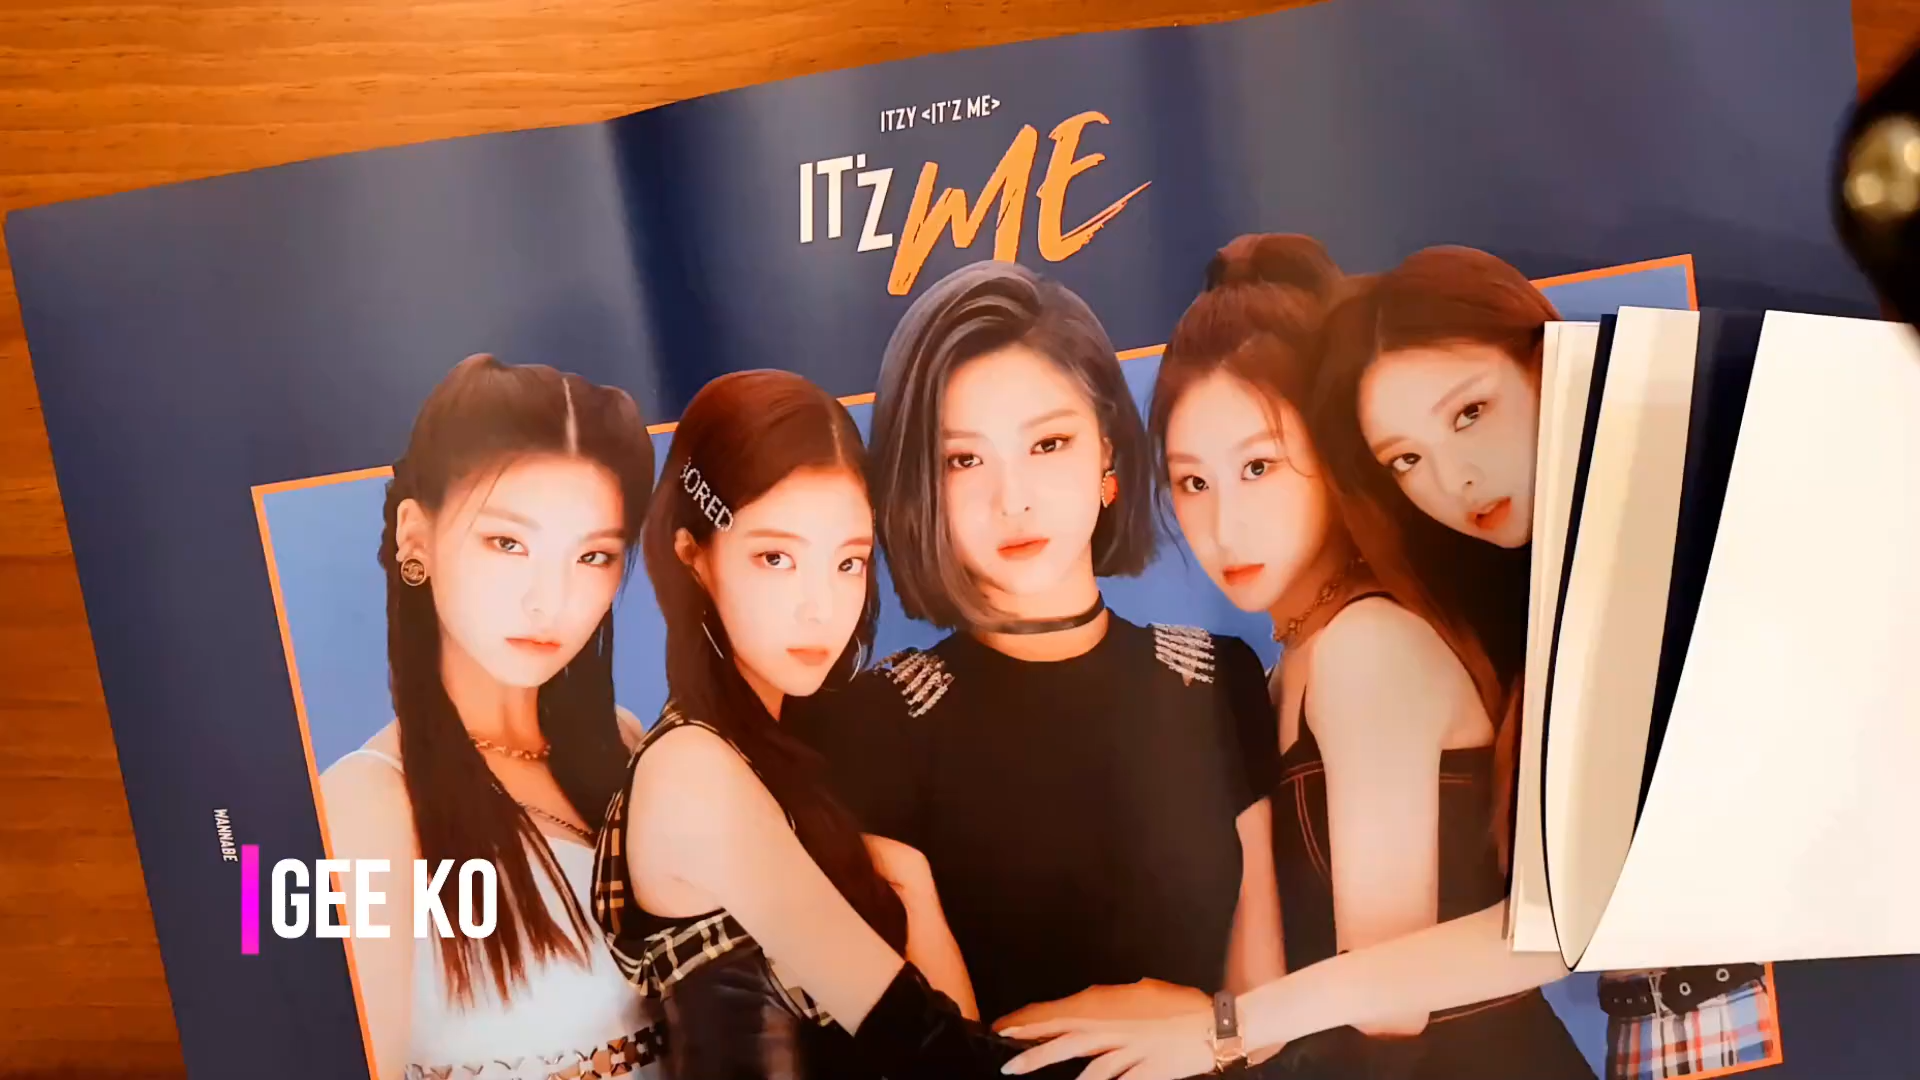 ITZY <IT'Z ME>
IT'Z ME
BORED
WANNABE
GEE KO